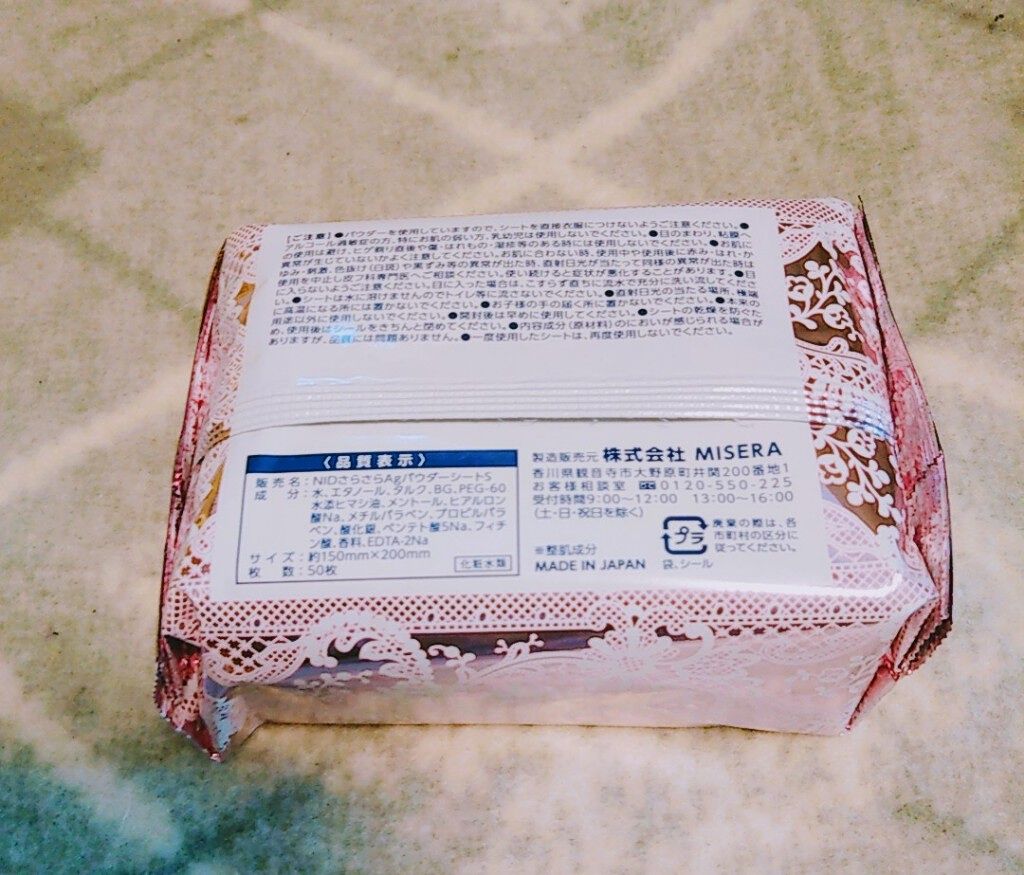 【ご注意】●パウダーを使用していますので、シートを直接衣服につけないようご注意ください。●
アルコール過敏症の方、特にお肌の弱い方、乳幼児は使用しないでください。●目のまわり、粘膜へ
の使用は避け、ヒゲ剃り直後や傷・はれもの・湿疹等のある時には使用しないでください。●お肌に
異常が生じていないかよく注意してください。お肌に合わない時、使用中や使用後に赤み・はれ・か
ゆみ・刺激、色抜け(白斑)や黒ずみ等の異常が出た時、直射日光が当たって同様の異常が出た時は
使用を中止し皮フ科専門医へご相談ください。使い続けると症状が悪化することがあります。●目
に入らないようご注意ください。目に入った場合は、こすらず直ちに流水で充分に洗い流してくださ
い。●シートは水に溶けませんのでトイレ等に流さないでください。●直射日光の当たる場所、極端
に高温になる所には置かないでください。●お子様の手の届く所に置かないでください。●本来の
用途以外に使用しないでください。●開封後は早めに使用してください。●シートの乾燥を防ぐた
め、使用後はシールをきちんと閉めてください。●内容成分(原材料)のにおいが感じられる場合が
ありますが、品質には問題ありません。●一度使用したシートは、再度使用しないでください。
〈品質表示〉
販売名:NIDさらさらAgパウダーシートS
成分:水、エタノール、タルク、BG、PEG-60
水添ヒマシ油、メントール、ヒアルロン
酸Na、メチルパラベン、プロピルパラ
ベン、酸化銀、ペンテト酸5Na、フィチ
ン酸、香料、EDTA-2Na
サイズ:約150mm×200mm
枚数:50枚
化粧水類
製造販売元 株式会社 MISERA
香川県観音寺市大野原町井関200番地1
お客様相談室 0120-550-225
受付時間9:00〜12:00 13:00〜16:00
(土・日・祝日を除く)
※整肌成分
MADE IN JAPAN
プラ
袋、シール
廃棄の際は、各
市町村の区分に
従ってください。